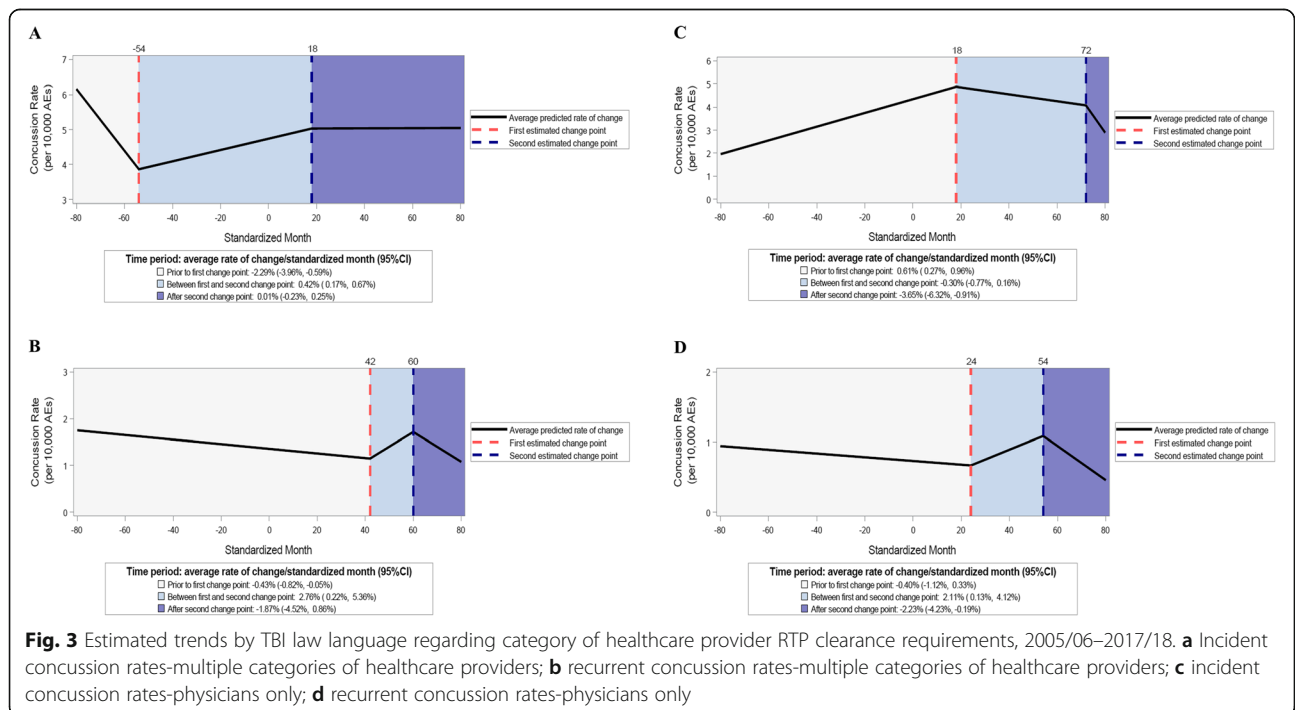 A
-54 18
7
6
5
4
3
Concussion Rate
(per 10,000 AEs)
-80 -60 -40 -20 0 20 40 60 80
Standardized Month
Average predicted rate of change
First estimated change point
Second estimated change point
Time period: average rate of change/standardized month (95%CI)
Prior to first change point: -2.29% (-3.96%, -0.59%)
Between first and second change point: 0.42% ( 0.17%, 0.67%)
After second change point: 0.01% (-0.23%, 0.25%)
B
42 60
3
2
1
0
Concussion Rate
(per 10,000 AEs)
-80 -60 -40 -20 0 20 40 60 80
Standardized Month
Average predicted rate of change
First estimated change point
Second estimated change point
Time period: average rate of change/standardized month (95%CI)
Prior to first change point: -0.43% (-0.82%, -0.05%)
Between first and second change point: 2.76% ( 0.22%, 5.36%)
After second change point: -1.87% (-4.52%, 0.86%)
C
18 72
6
5
4
3
2
1
0
Concussion Rate
(per 10,000 AEs)
-80 -60 -40 -20 0 20 40 60 80
Standardized Month
Average predicted rate of change
First estimated change point
Second estimated change point
Time period: average rate of change/standardized month (95%CI)
Prior to first change point: 0.61% ( 0.27%, 0.96%)
Between first and second change point: -0.30% (-0.77%, 0.16%)
After second change point: -3.65% (-6.32%, -0.91%)
D
24 54
2
1
0
Concussion Rate
(per 10,000 AEs)
-80 -60 -40 -20 0 20 40 60 80
Standardized Month
Average predicted rate of change
First estimated change point
Second estimated change point
Time period: average rate of change/standardized month (95%CI)
Prior to first change point: -0.40% (-1.12%, 0.33%)
Between first and second change point: 2.11% ( 0.13%, 4.12%)
After second change point: -2.23% (-4.23%, -0.19%)
Fig. 3 Estimated trends by TBI law language regarding category of healthcare provider RTP clearance requirements, 2005/06–2017/18. a Incident
concussion rates-multiple categories of healthcare providers; b recurrent concussion rates-multiple categories of healthcare providers; c incident
concussion rates-physicians only; d recurrent concussion rates-physicians only